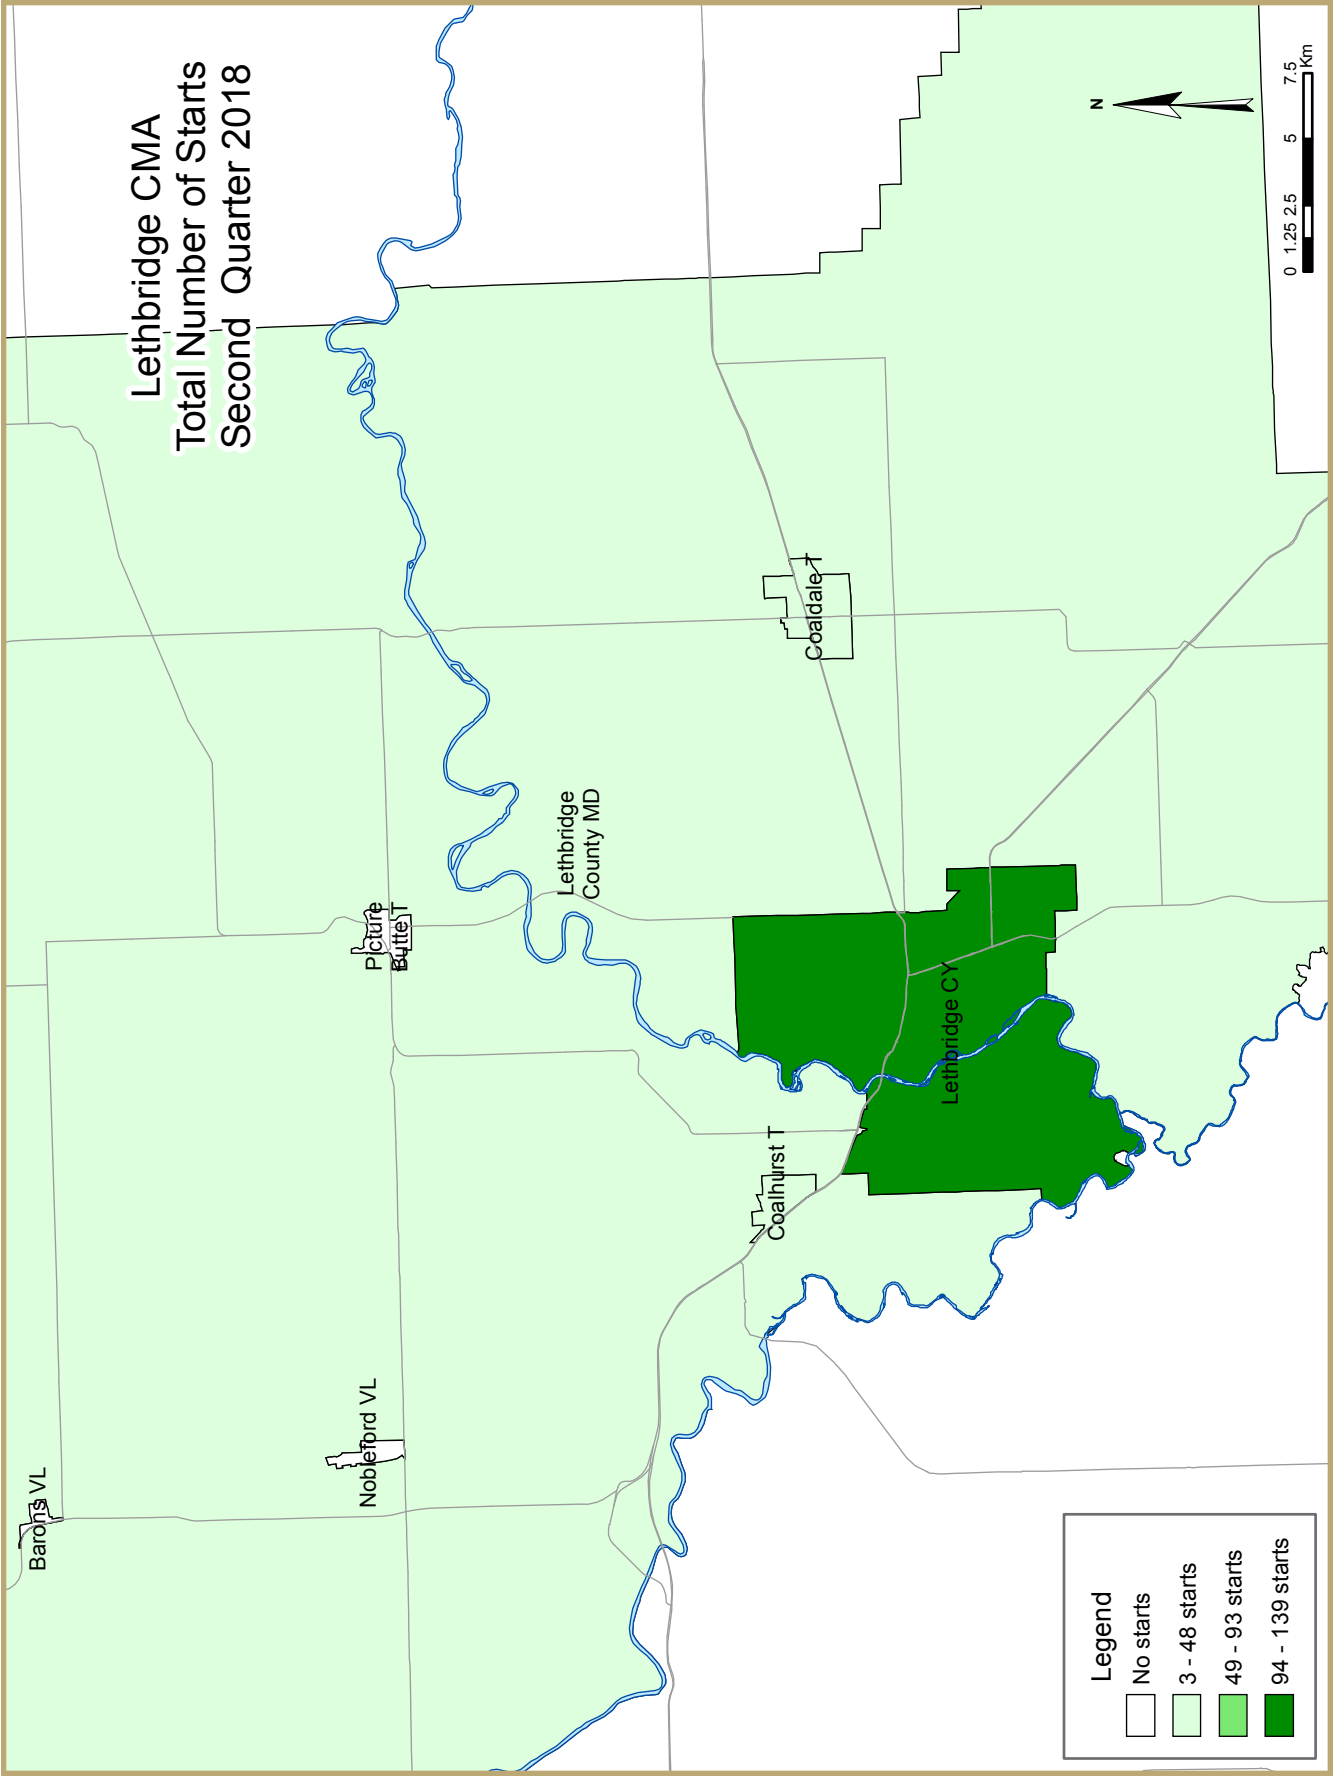 Lethbridge CMA
Total Number of Starts
Second Quarter 2018
Barons VL
Nobleford VL
Picture
Butte T
Lethbridge
County MD
Coalhurst T
Coaldale T
Lethbridge CY
N
0 1.25 2.5 5 7.5
Km
Legend
No starts
3 - 48 starts
49 - 93 starts
94 - 139 starts